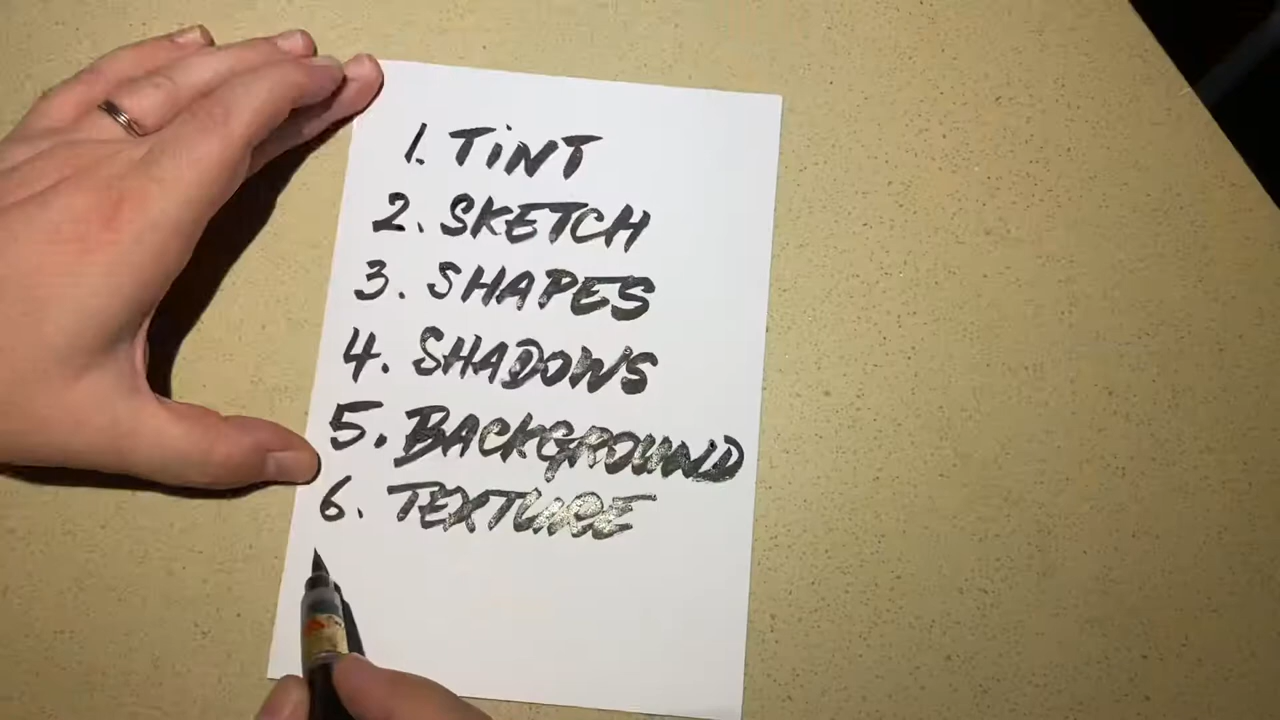 1. TiNT
2. SKETCH
3. SHAPES
4. SHADOWS
5. BACKGROUND
6. TEXTURE